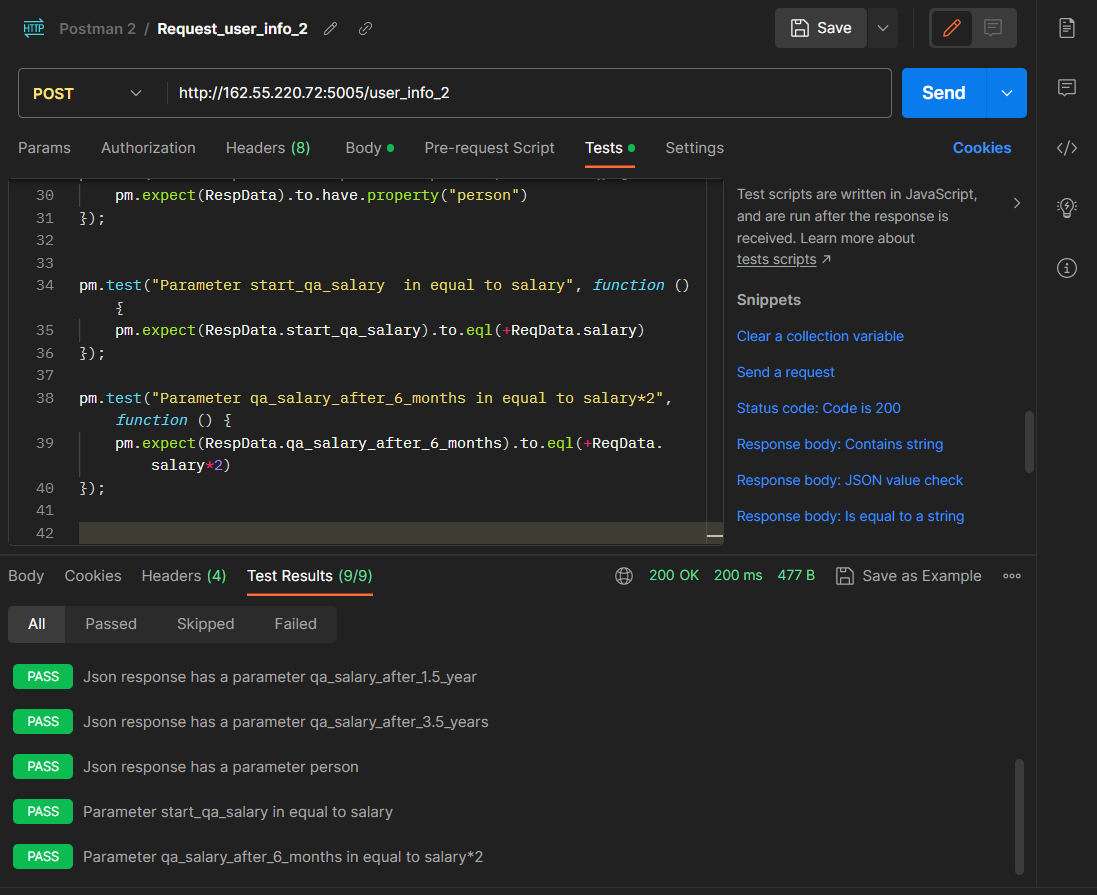 HTTP Postman 2 / Request_user_info_2 Save
POST http://162.55.220.72:5005/user_info_2 Send
Params Authorization Headers (8) Body Pre-request Script Tests Settings Cookies
30 pm.expect(RespData).to.have.property("person")
31 });
32
33
34 pm.test("Parameter start_qa_salary  in equal to salary", function ()
{
35 pm.expect(RespData.start_qa_salary).to.eql(+ReqData.salary)
36 });
37
38 pm.test("Parameter qa_salary_after_6_months in equal to salary*2",
function () {
39 pm.expect(RespData.qa_salary_after_6_months).to.eql(+ReqData.
salary*2)
40 });
41
42
Test scripts are written in JavaScript,
and are run after the response is
received. Learn more about
tests scripts ↗
Snippets
Clear a collection variable
Send a request
Status code: Code is 200
Response body: Contains string
Response body: JSON value check
Response body: Is equal to a string
Body Cookies Headers (4) Test Results (9/9) 200 OK 200 ms 477 B Save as Example
All Passed Skipped Failed
PASS Json response has a parameter qa_salary_after_1.5_year
PASS Json response has a parameter qa_salary_after_3.5_years
PASS Json response has a parameter person
PASS Parameter start_qa_salary in equal to salary
PASS Parameter qa_salary_after_6_months in equal to salary*2